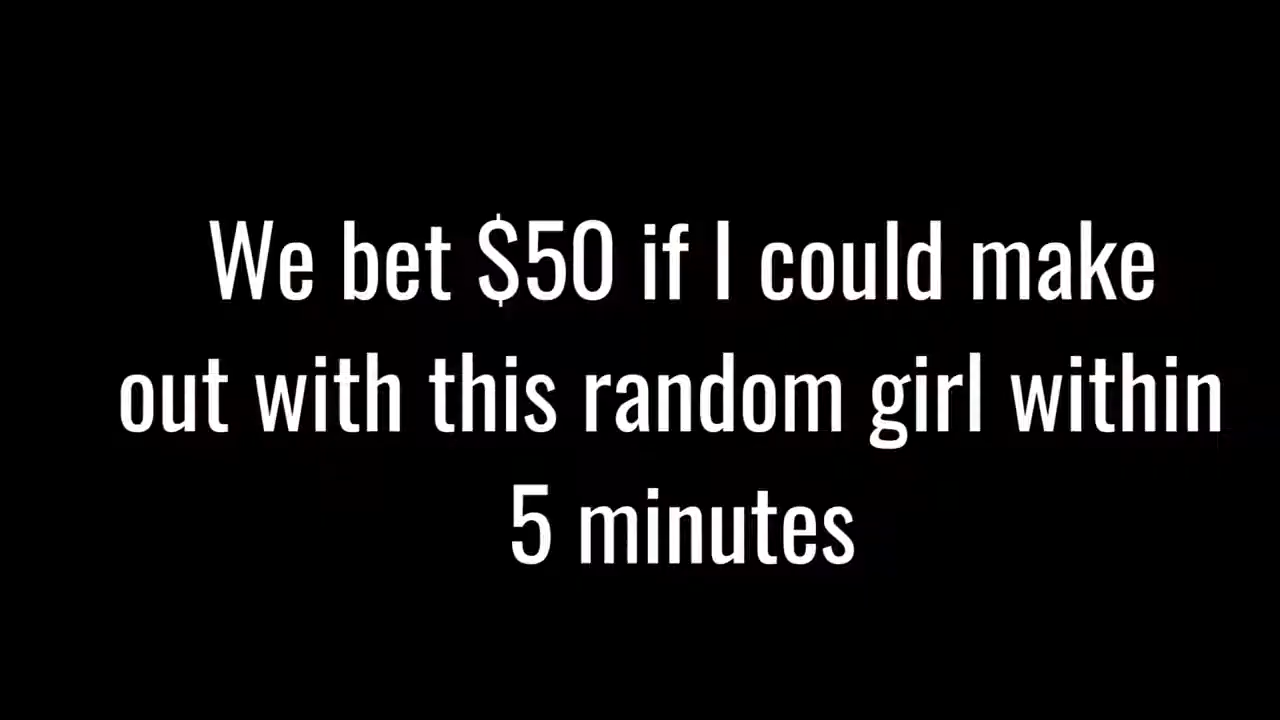 We bet $50 if I could make
out with this random girl within
5 minutes